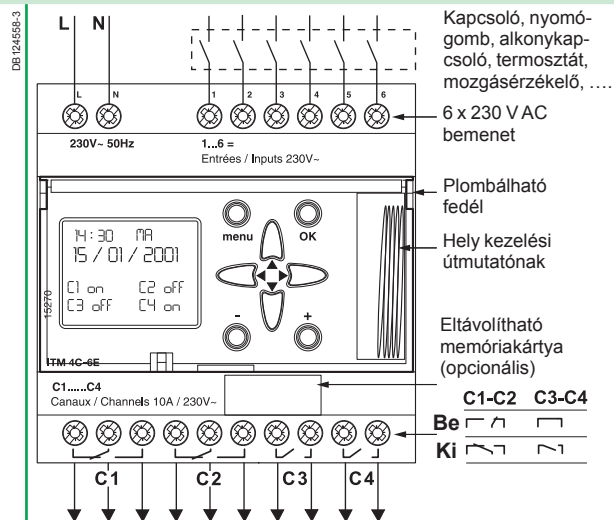 DB124558-3
L N
Kapcsoló, nyomó-
gomb, alkonykap-
csoló, termosztát,
mozgásérzékelő, ….
L N 1 2 3 4 5 6
6 x 230 V AC
bemenet
230V~ 50Hz
1...6 =
Entrées / Inputs 230V~
Plombálható
fedél
menu OK
14:30 MA
15 / 01 / 2001
C1 on C2 off
C3 off C4 on
Hely kezelési
útmutatónak
15270
- +
ITM 4C-6E
Eltávolítható
memóriakártya
(opcionális)
C1......C4
Canaux / Channels 10A / 230V~
C1-C2 C3-C4
Be
Ki
C1 C2 C3 C4